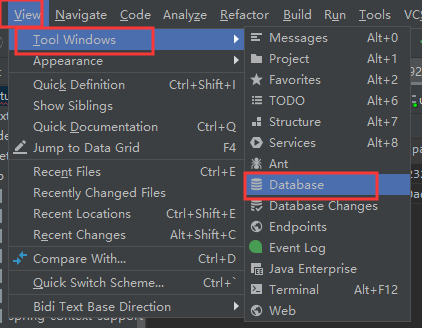 View Navigate Code Analyze Refactor Build Run Tools VCS
Tool Windows
Appearance
Quick Definition Ctrl+Shift+I
Show Siblings
Quick Documentation Ctrl+Q
Jump to Data Grid F4
Recent Files Ctrl+E
Recently Changed Files
Recent Locations Ctrl+Shift+E
Recent Changes Alt+Shift+C
Compare With... Ctrl+D
Quick Switch Scheme... Ctrl+`
Bidi Text Base Direction
spring-context-support
Messages Alt+0
Project Alt+1
Favorites Alt+2
TODO Alt+6
Structure Alt+7
Services Alt+8
Ant
Database
Database Changes
Endpoints
Event Log
Java Enterprise
Terminal Alt+F12
Web